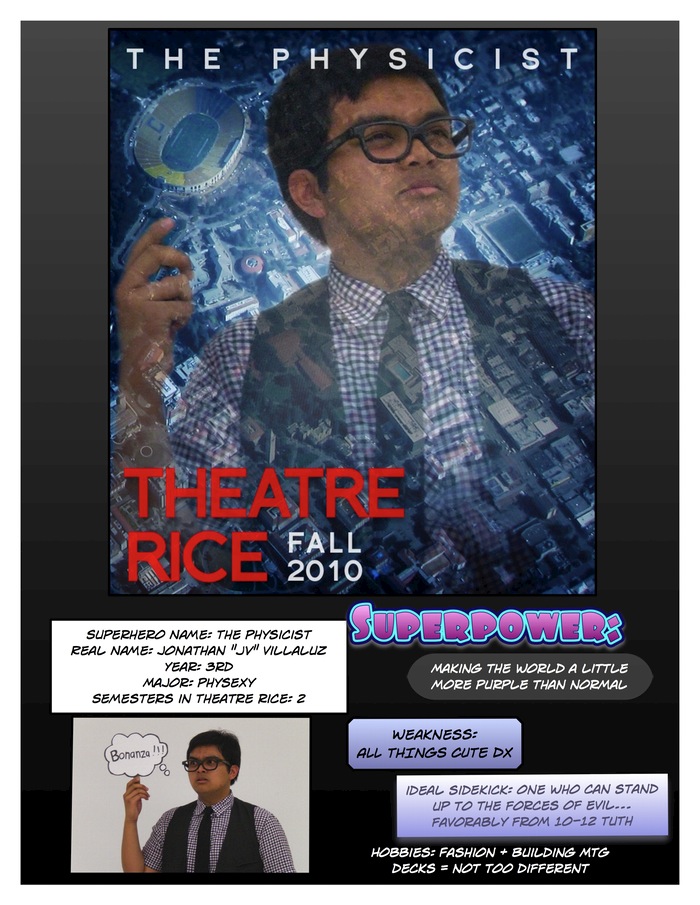 THE PHYSICIST
THEATRE
RICE FALL
2010
SUPERHERO NAME: THE PHYSICIST
REAL NAME: JONATHAN "JV" VILLALUZ
YEAR: 3RD
MAJOR: PHYSEXY
SEMESTERS IN THEATRE RICE: 2
SUPERPOWER:
MAKING THE WORLD A LITTLE
MORE PURPLE THAN NORMAL
Bonanza!!!
WEAKNESS:
ALL THINGS CUTE DX
IDEAL SIDEKICK: ONE WHO CAN STAND
UP TO THE FORCES OF EVIL...
FAVORABLY FROM 10-12 TUTH
HOBBIES: FASHION + BUILDING MTG
DECKS = NOT TOO DIFFERENT